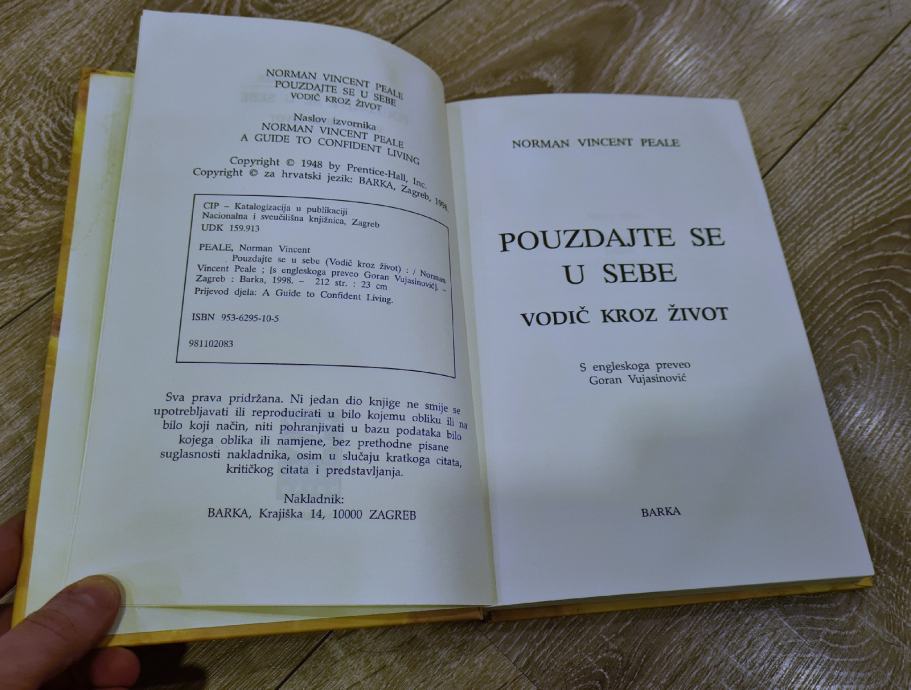 NORMAN VINCENT PEALE
POUZDAJTE SE U SEBE
VODIČ KROZ ŽIVOT
Naslov izvornika
NORMAN VINCENT PEALE
A GUIDE TO CONFIDENT LIVING
Copyright © 1948 by Prentice-Hall, Inc.
Copyright © za hrvatski jezik: BARKA, Zagreb, 1998.
CIP – Katalogizacija u publikaciji
Nacionalna i sveučilišna knjižnica, Zagreb
UDK 159.913
PEALE, Norman Vincent
Pouzdajte se u sebe (Vodič kroz život) : / Norman
Vincent Peale ; [s engleskoga preveo Goran Vujasinović]. –
Zagreb : Barka, 1998. – 212 str. : 23 cm
Prijevod djela: A Guide to Confident Living.
ISBN 953-6295-10-5
981102083
Sva prava pridržana. Ni jedan dio knjige ne smije se
upotrebljavati ili reproducirati u bilo kojemu obliku ili na
bilo koji način, niti pohranjivati u bazu podataka bilo
kojega oblika ili namjene, bez prethodne pisane
suglasnosti nakladnika, osim u slučaju kratkoga citata,
kritičkog citata i predstavljanja.
Nakladnik:
BARKA, Krajiška 14, 10000 ZAGREB
NORMAN VINCENT PEALE
POUZDAJTE SE
U SEBE
VODIČ KROZ ŽIVOT
S engleskoga preveo
Goran Vujasinović
BARKA